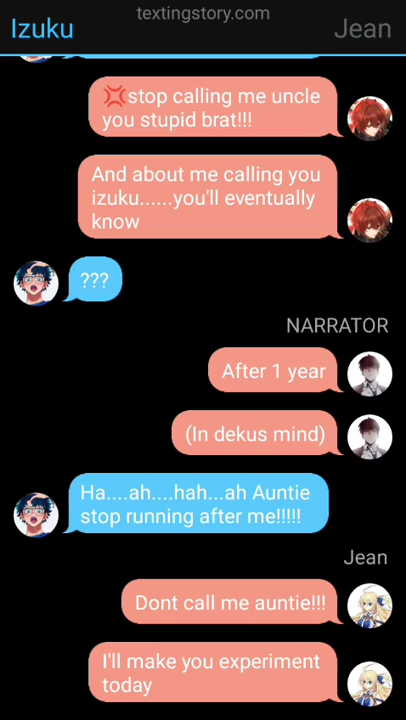 textingstory.com
Izuku
Jean
💢stop calling me uncle
you stupid brat!!!
And about me calling you
izuku......you'll eventually
know
???
NARRATOR
After 1 year
(In dekus mind)
Ha....ah....hah...ah Auntie
stop running after me!!!!!
Jean
Dont call me auntie!!!
I'll make you experiment
today